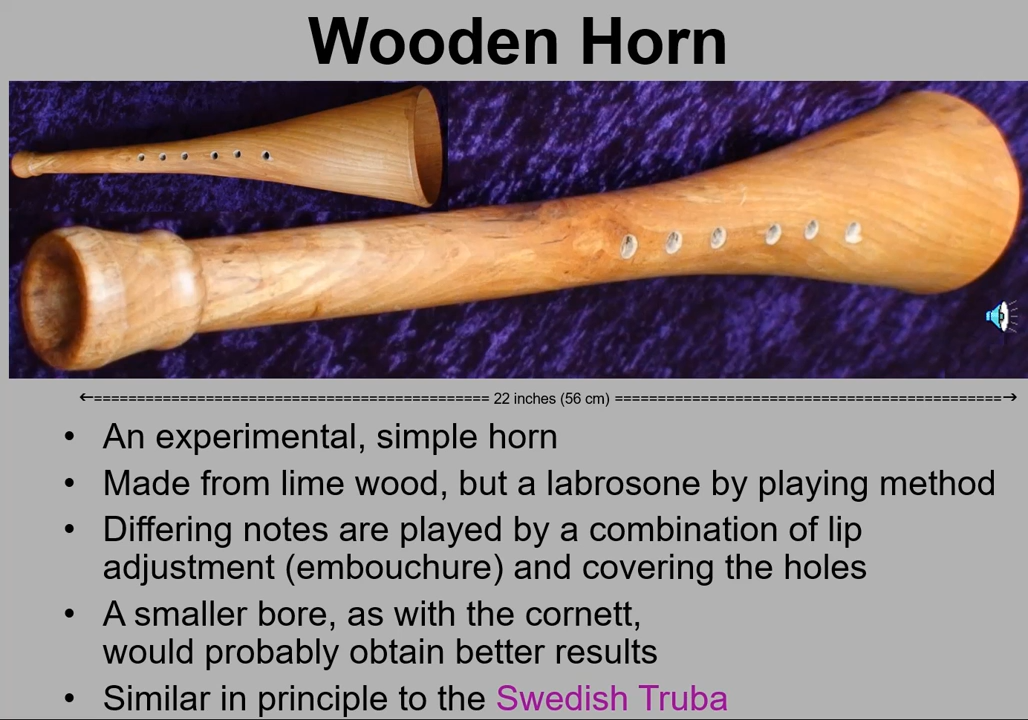 Wooden Horn
←=============================================== 22 inches (56 cm) ==============================================→
• An experimental, simple horn
• Made from lime wood, but a labrosone by playing method
• Differing notes are played by a combination of lip
adjustment (embouchure) and covering the holes
• A smaller bore, as with the cornett,
would probably obtain better results
• Similar in principle to the Swedish Truba